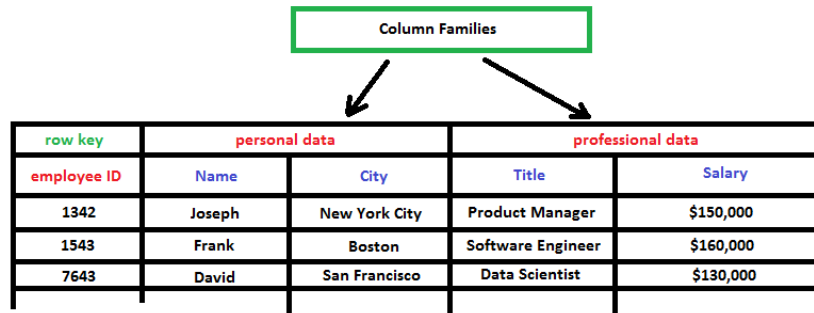 Column Families
row key personal data professional data
employee ID Name City Title Salary
1342 Joseph New York City Product Manager $150,000
1543 Frank Boston Software Engineer $160,000
7643 David San Francisco Data Scientist $130,000